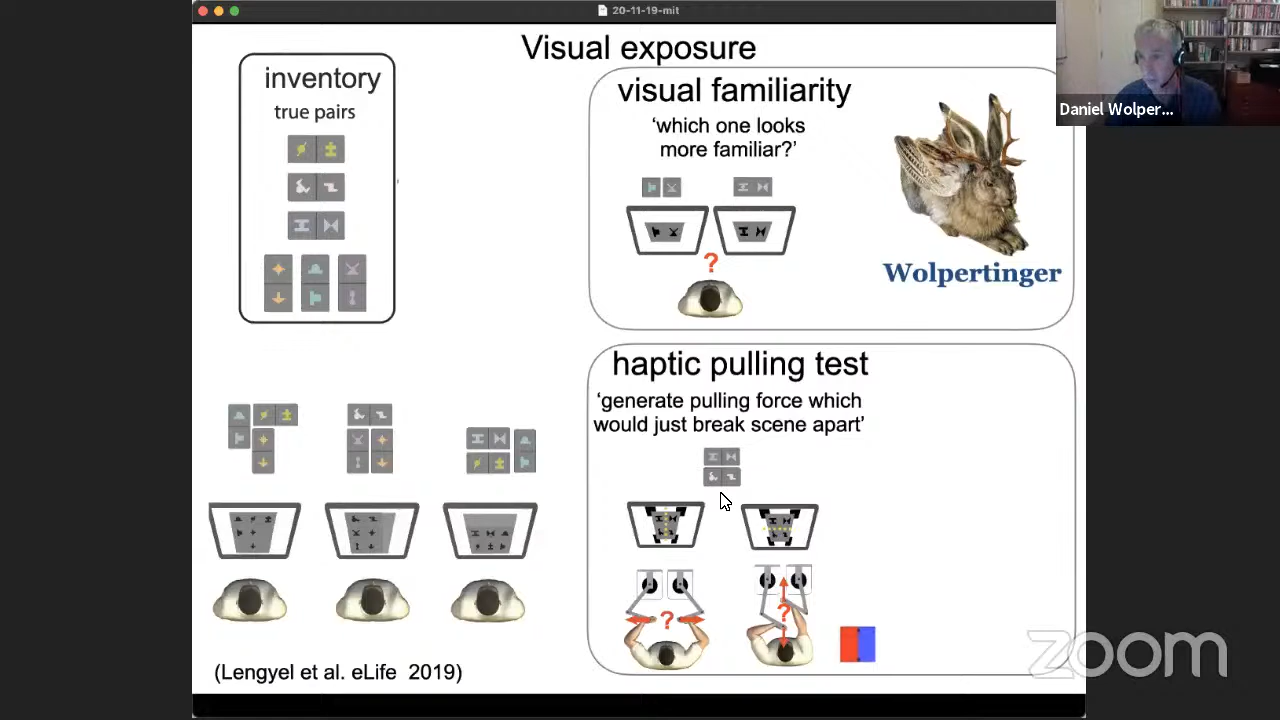 20-11-19-mit
Visual exposure
inventory
true pairs
visual familiarity
‘which one looks
more familiar?’
?
Wolpertinger
haptic pulling test
‘generate pulling force which
would just break scene apart’
?
?
(Lengyel et al. eLife 2019)
Daniel Wolper...
zoom